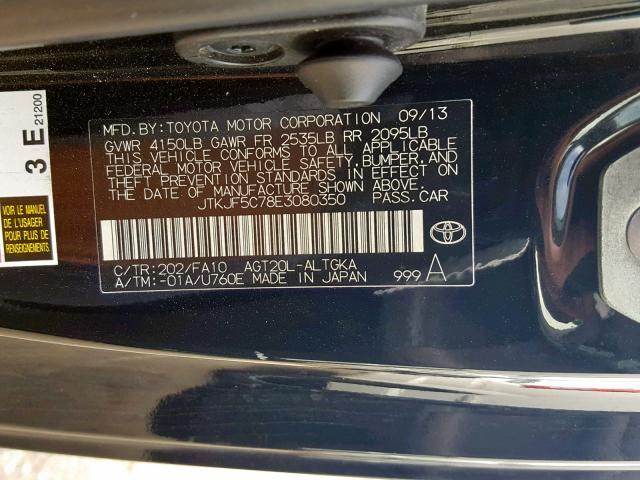 MFD. BY: TOYOTA MOTOR CORPORATION 09/13
GVWR 4150LB GAWR FR 2535LB RR 2095LB
THIS VEHICLE CONFORMS TO ALL APPLICABLE
FEDERAL MOTOR VEHICLE SAFETY, BUMPER, AND
THEFT PREVENTION STANDARDS IN EFFECT ON
THE DATE OF MANUFACTURE SHOWN ABOVE.
JTKJF5C78E3080350 PASS. CAR
C/TR: 202/FA10 AGT20L-ALTGKA
A/TM: -01A/U760E MADE IN JAPAN 999 A
3 E
21200
VOIR LE MANUEL
DE L'USAGER
POUR PLUS DE
RENSEIGNEMENTS.